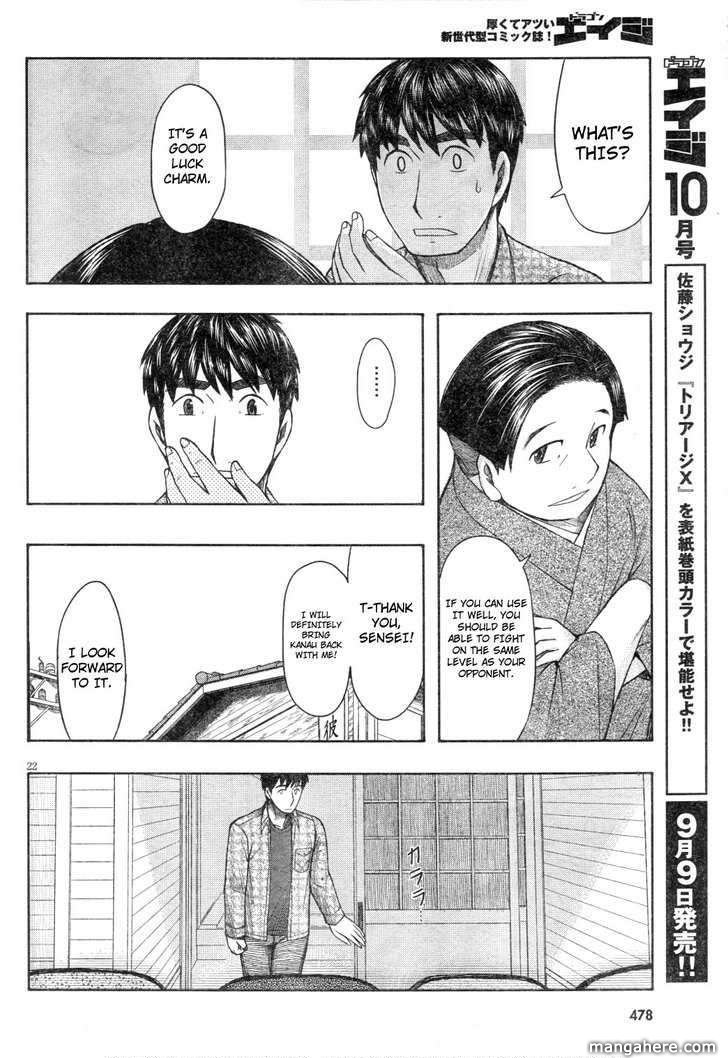 厚くてアツい
新世代型コミック誌！
ドラゴン
エイジ
ドラゴン
エイジ
10
月号
佐藤ショウジ『トリアージX』を表紙巻頭カラーで堪能せよ!!
9月9日発売!!
WHAT'S
THIS?
IT'S A
GOOD
LUCK
CHARM.
......
IF YOU CAN
USE IT
WELL, YOU
SHOULD BE
ABLE TO FIGHT
ON THE SAME
LEVEL AS YOUR
OPPONENT.
T-THANK
YOU,
SENSEI!
I WILL
DEFINITELY
BRING
KANAU BACK
WITH ME!
I LOOK
FORWARD
TO IT.
彼
22
カラララ...
478
mangahere.com